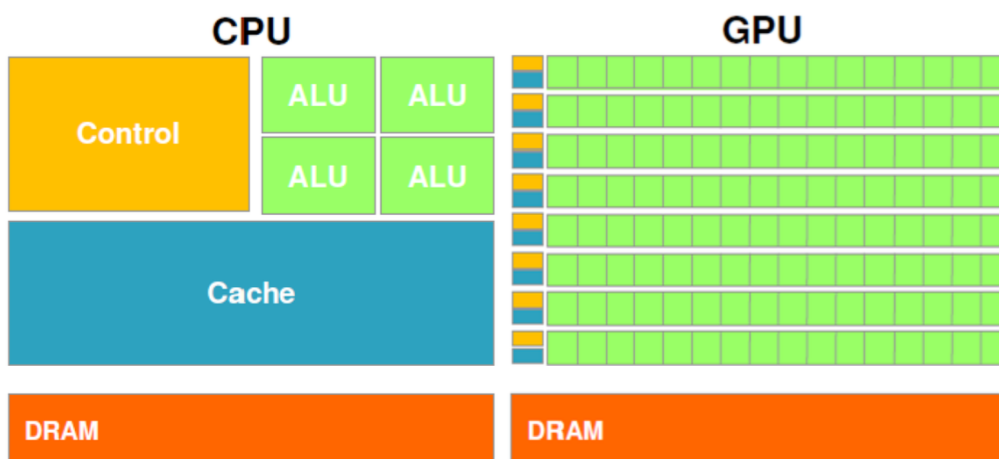 CPU
GPU
Control
ALU
ALU
ALU
ALU
Cache
DRAM
DRAM